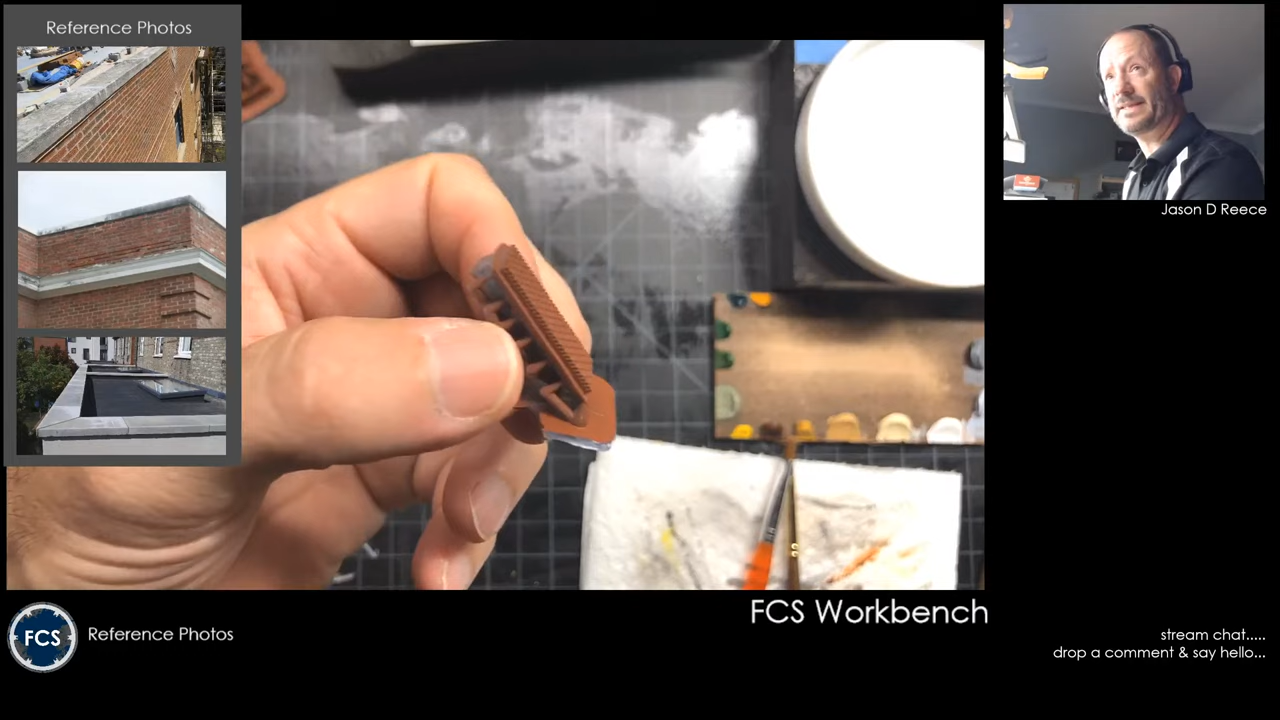 Reference Photos
Jason D Reece
FCS Workbench
FCS
Reference Photos
stream chat.....
drop a comment & say hello...